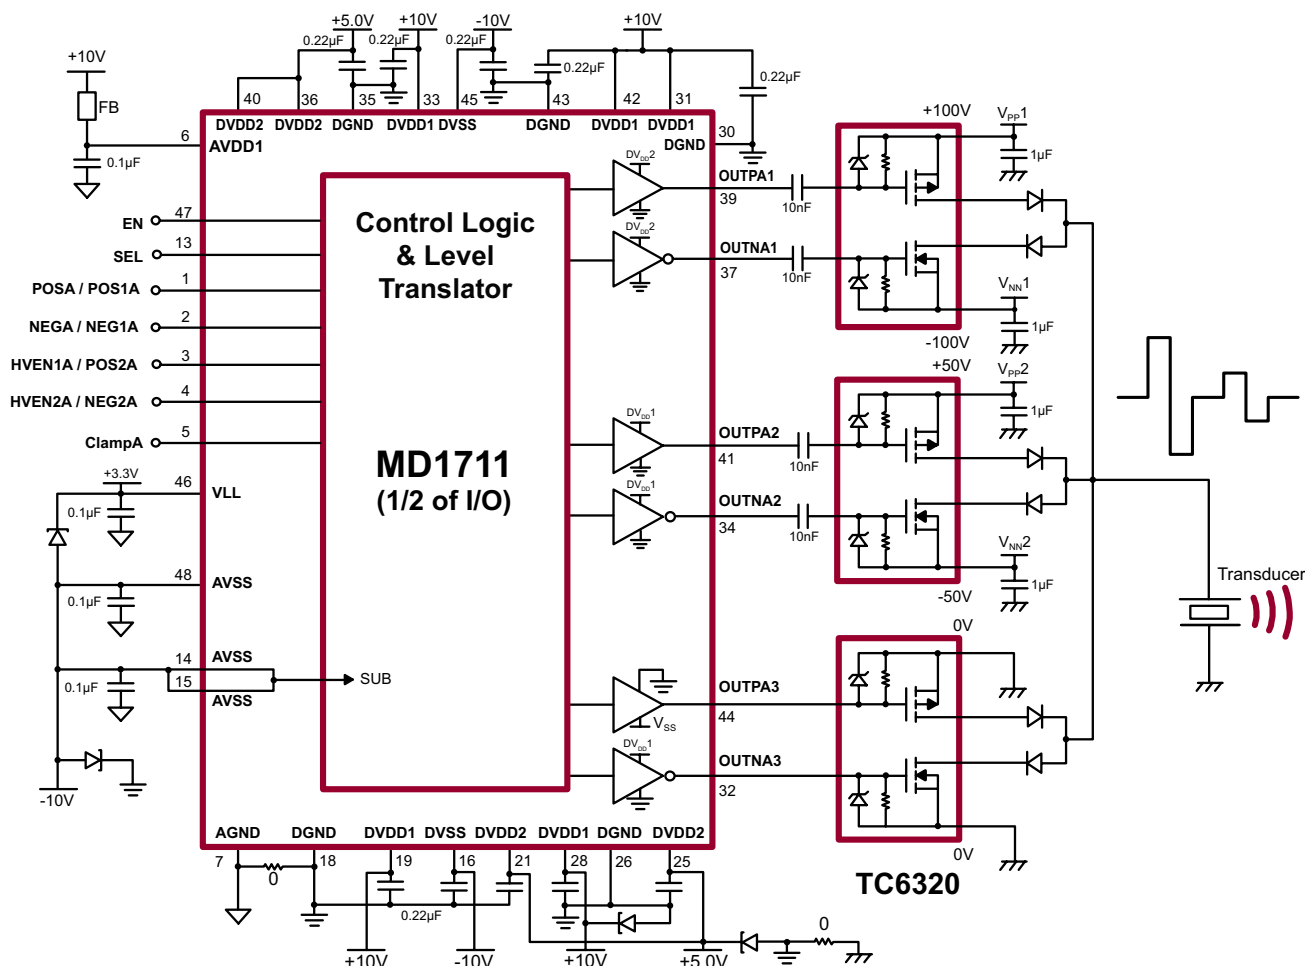 +5.0V +10V -10V +10V
0.22µF 0.22µF 0.22µF 0.22µF 0.22µF
+10V
FB
40 36 35 33 45 43 42 31
DVDD2 DVDD2 DGND DVDD1 DVSS DGND DVDD1 DVDD1
30
DGND
6
AVDD1
0.1µF
EN 47
SEL 13
POSA / POS1A 1
NEGA / NEG1A 2
HVEN1A / POS2A 3
HVEN2A / NEG2A 4
ClampA 5
+3.3V
46 VLL
0.1µF
48 AVSS
0.1µF
14 AVSS
15
AVSS
0.1µF
-10V
Control Logic
& Level
Translator
MD1711
(1/2 of I/O)
SUB
DVDD2
OUTPA1
39
10nF
DVDD2
OUTNA1
37
10nF
DVDD1
OUTPA2
41
10nF
DVDD1
OUTNA2
34
10nF
OUTPA3
44
VSS
DVDD1
OUTNA3
32
+100V
VPP1
1µF
VNN1
1µF
-100V
+50V
VPP2
1µF
VNN2
1µF
-50V
0V
0V
TC6320
Transducer
AGND DGND DVDD1 DVSS DVDD2 DVDD1 DGND DVDD2
7 18 19 16 21 28 26 25
0
0.22µF
0
+10V -10V +10V +5.0V